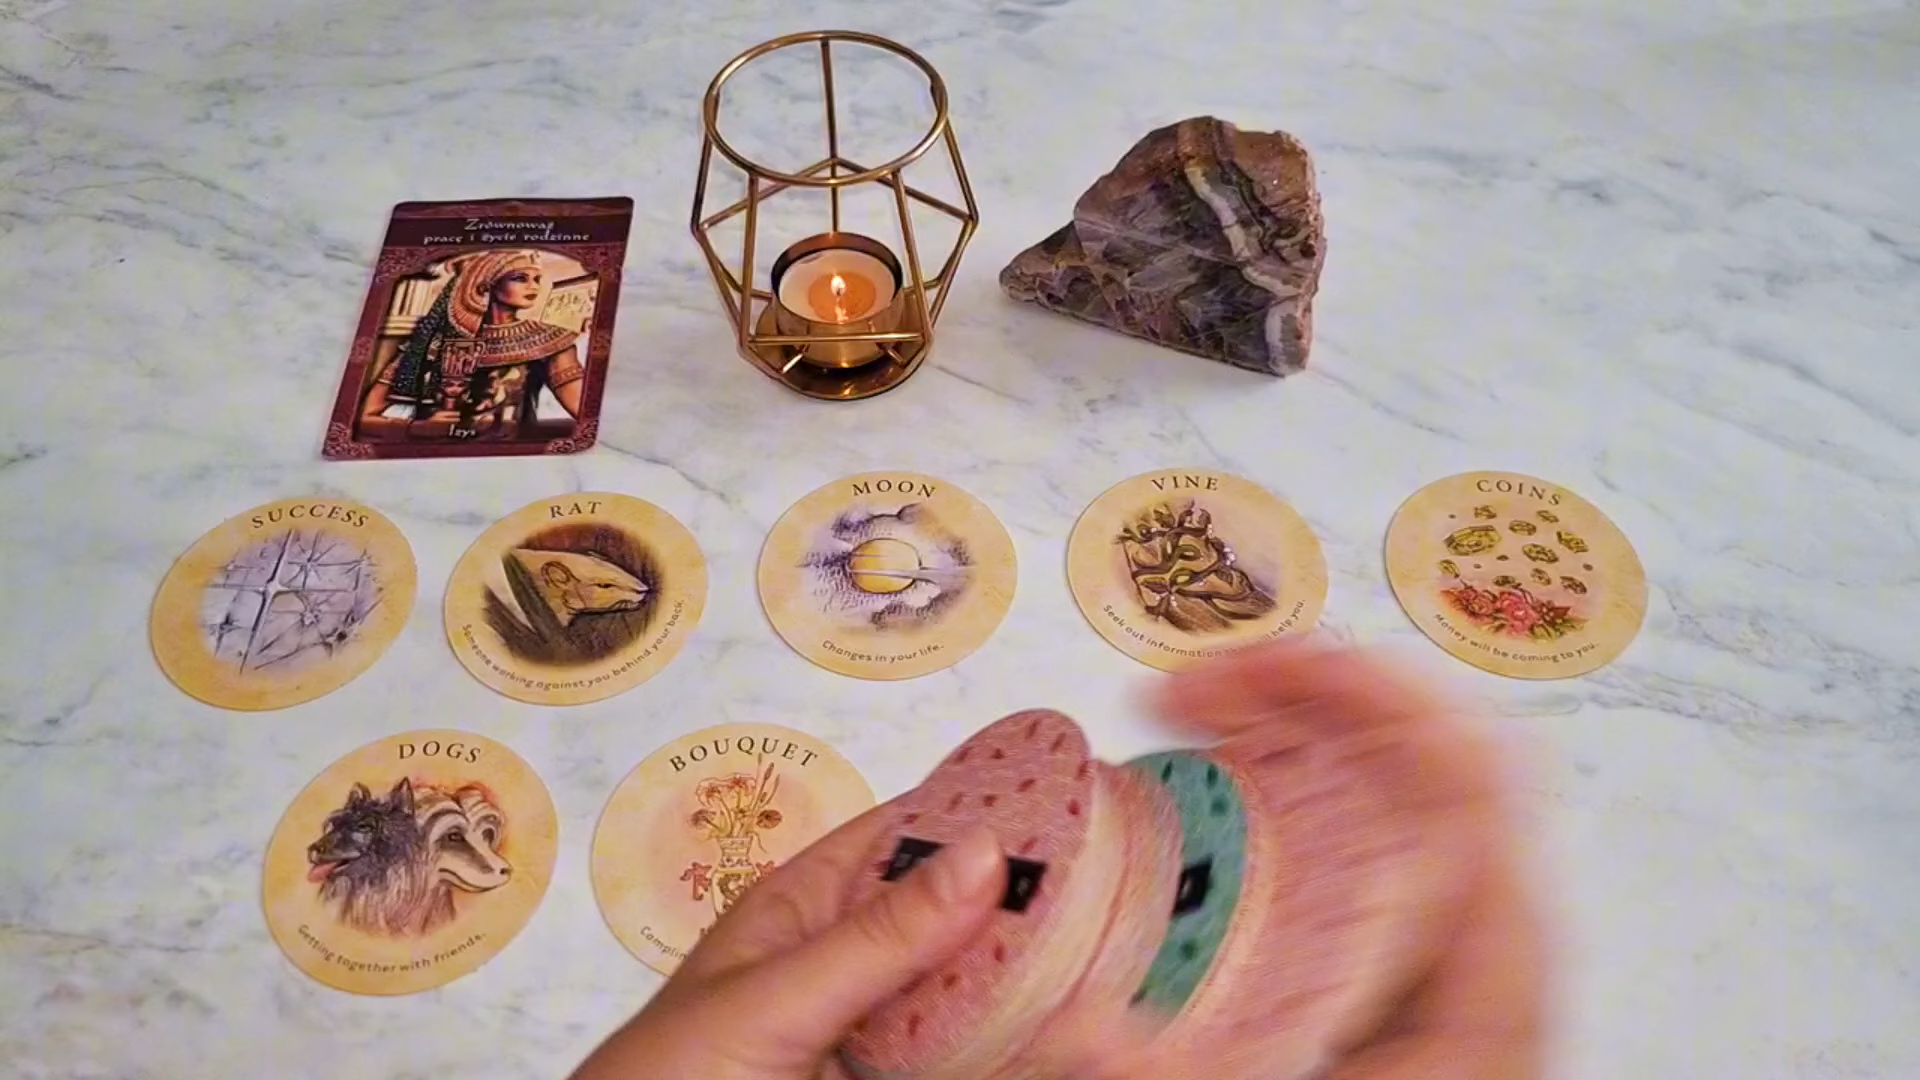 Zrównoważ
pracę i życie rodzinne
Izys
SUCCESS
RAT
Someone working against you behind your back.
MOON
Changes in your life.
VINE
Seek out information help you.
COINS
Money will be coming to you.
DOGS
Getting together with friends.
BOUQUET